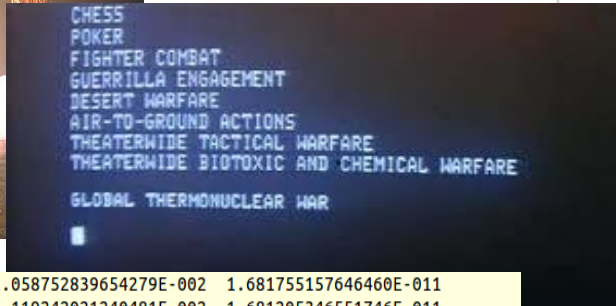 CHESS
POKER
FIGHTER COMBAT
GUERRILLA ENGAGEMENT
DESERT WARFARE
AIR-TO-GROUND ACTIONS
THEATERWIDE TACTICAL WARFARE
THEATERWIDE BIOTOXIC AND CHEMICAL WARFARE
GLOBAL THERMONUCLEAR WAR
.058752839654279E-002 1.681755157646460E-011